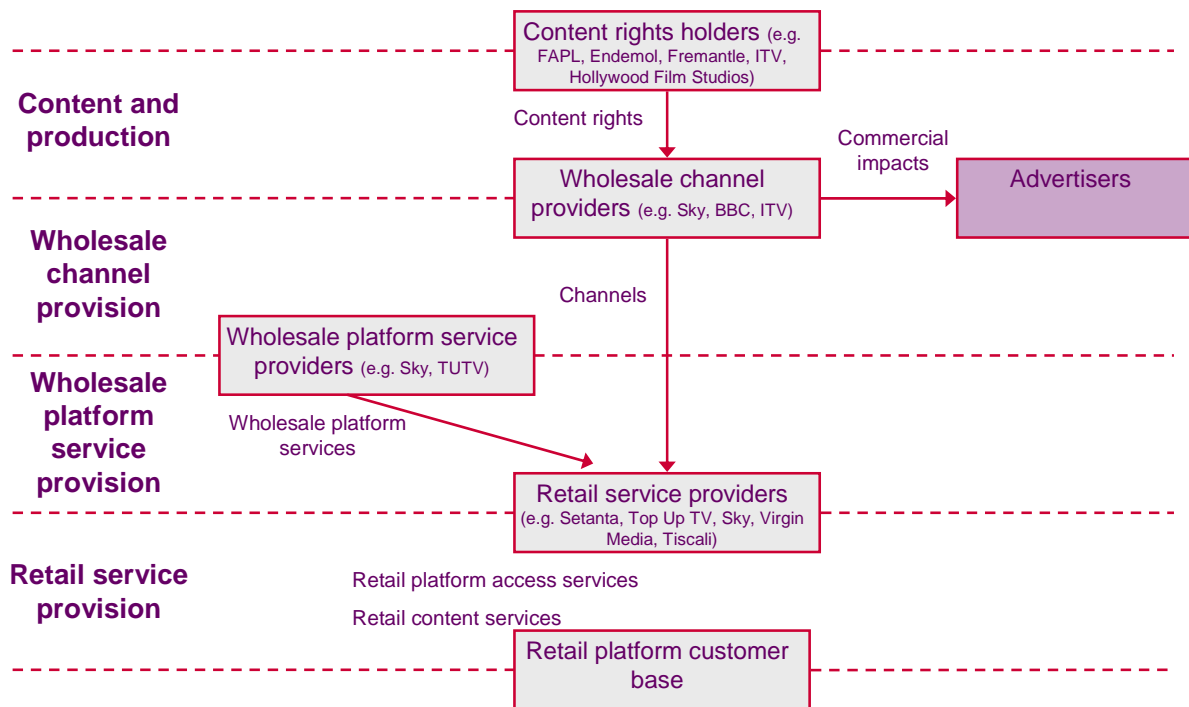 Content rights holders (e.g.
FAPL, Endemol, Fremantle, ITV,
Hollywood Film Studios)
Content and
production
Content rights
Commercial
impacts
Wholesale channel
providers (e.g. Sky, BBC, ITV)
Advertisers
Wholesale
channel
provision
Channels
Wholesale platform service
providers (e.g. Sky, TUTV)
Wholesale
platform
service
provision
Wholesale platform
services
Retail service providers
(e.g. Setanta, Top Up TV, Sky, Virgin
Media, Tiscali)
Retail service
provision
Retail platform access services
Retail content services
Retail platform customer
base